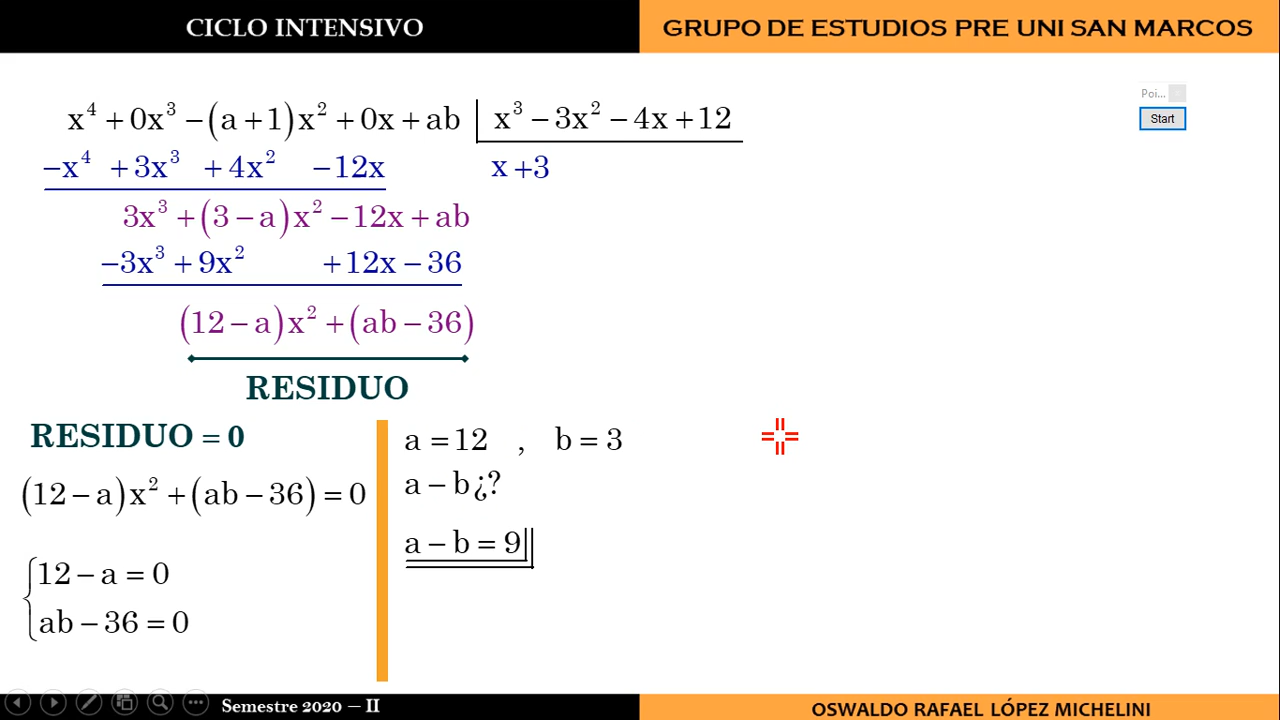 CICLO INTENSIVO
GRUPO DE ESTUDIOS PRE UNI SAN MARCOS
Poi...
Start
x⁴ + 0x³ − (a + 1)x² + 0x + ab | x³ − 3x² − 4x + 12
−x⁴ + 3x³ + 4x² − 12x
x + 3
3x³ + (3 − a)x² − 12x + ab
−3x³ + 9x² + 12x − 36
(12 − a)x² + (ab − 36)
RESIDUO
RESIDUO = 0
(12 − a)x² + (ab − 36) = 0
12 − a = 0
ab − 36 = 0
a = 12 , b = 3
a − b¿?
a − b = 9
Semestre 2020 – II
OSWALDO RAFAEL LÓPEZ MICHELINI